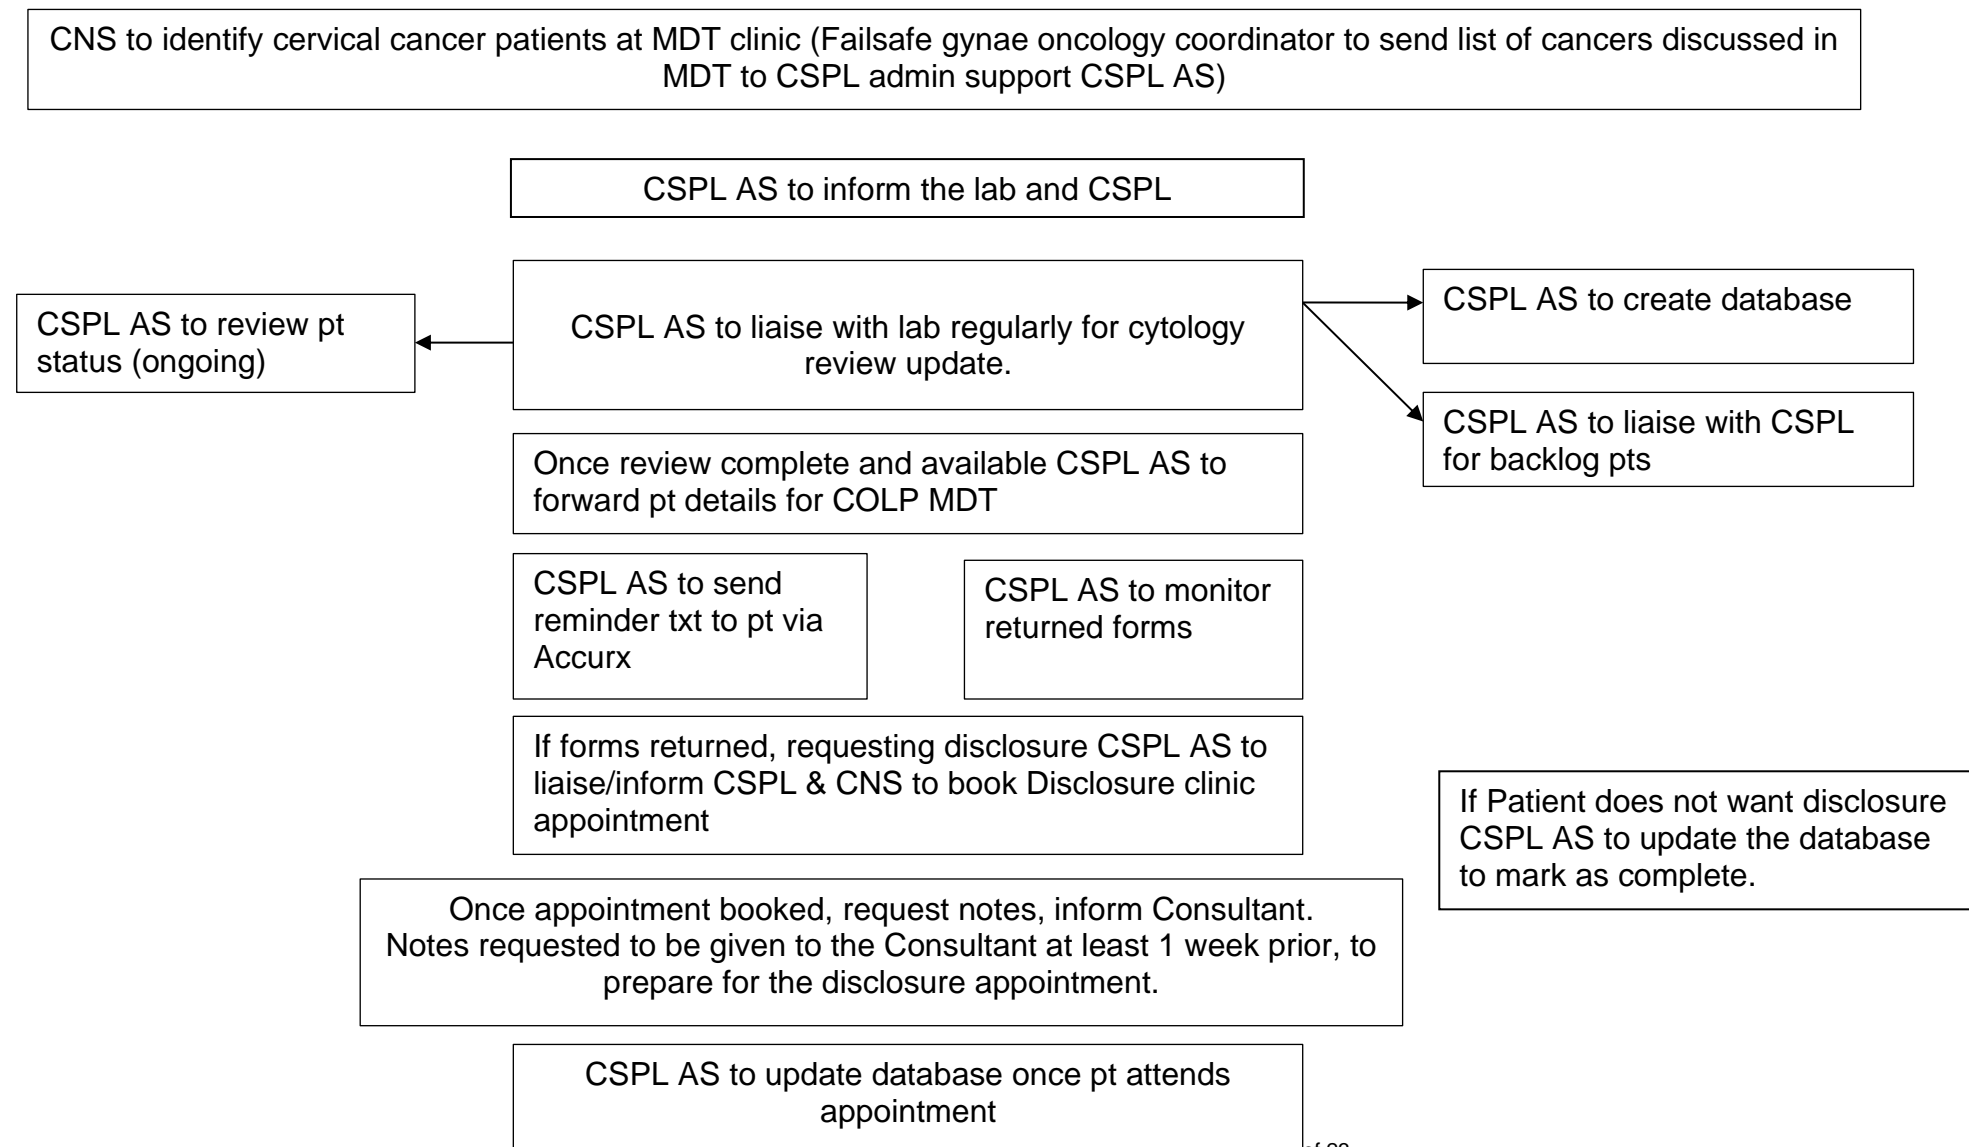 CNS to identify cervical cancer patients at MDT clinic (Failsafe gynae oncology coordinator to send list of cancers discussed in
MDT to CSPL admin support CSPL AS)
CSPL AS to inform the lab and CSPL
CSPL AS to review pt
status (ongoing)
CSPL AS to liaise with lab regularly for cytology
review update.
CSPL AS to create database
CSPL AS to liaise with CSPL
for backlog pts
Once review complete and available CSPL AS to
forward pt details for COLP MDT
CSPL AS to send
reminder txt to pt via
Accurx
CSPL AS to monitor
returned forms
If forms returned, requesting disclosure CSPL AS to
liaise/inform CSPL & CNS to book Disclosure clinic
appointment
If Patient does not want disclosure
CSPL AS to update the database
to mark as complete.
Once appointment booked, request notes, inform Consultant.
Notes requested to be given to the Consultant at least 1 week prior, to
prepare for the disclosure appointment.
CSPL AS to update database once pt attends
appointment